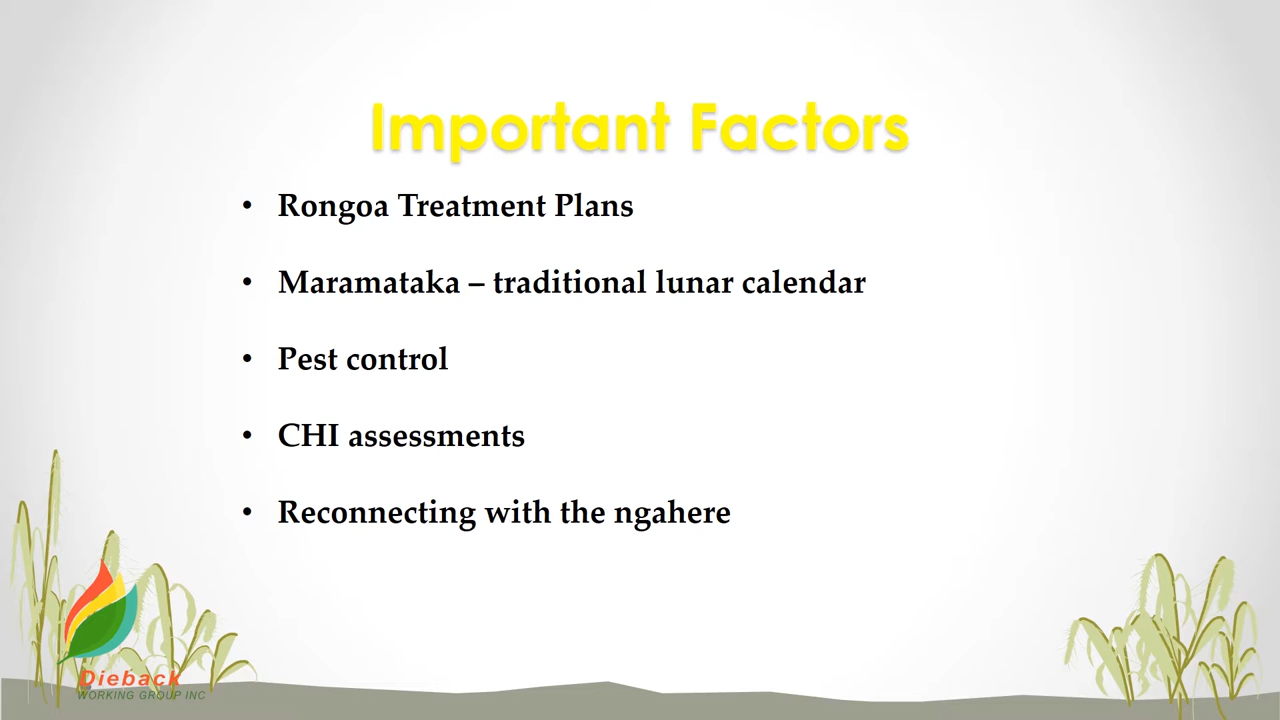 Important Factors
• Rongoa Treatment Plans
• Maramataka – traditional lunar calendar
• Pest control
• CHI assessments
• Reconnecting with the ngahere
Dieback
WORKING GROUP INC